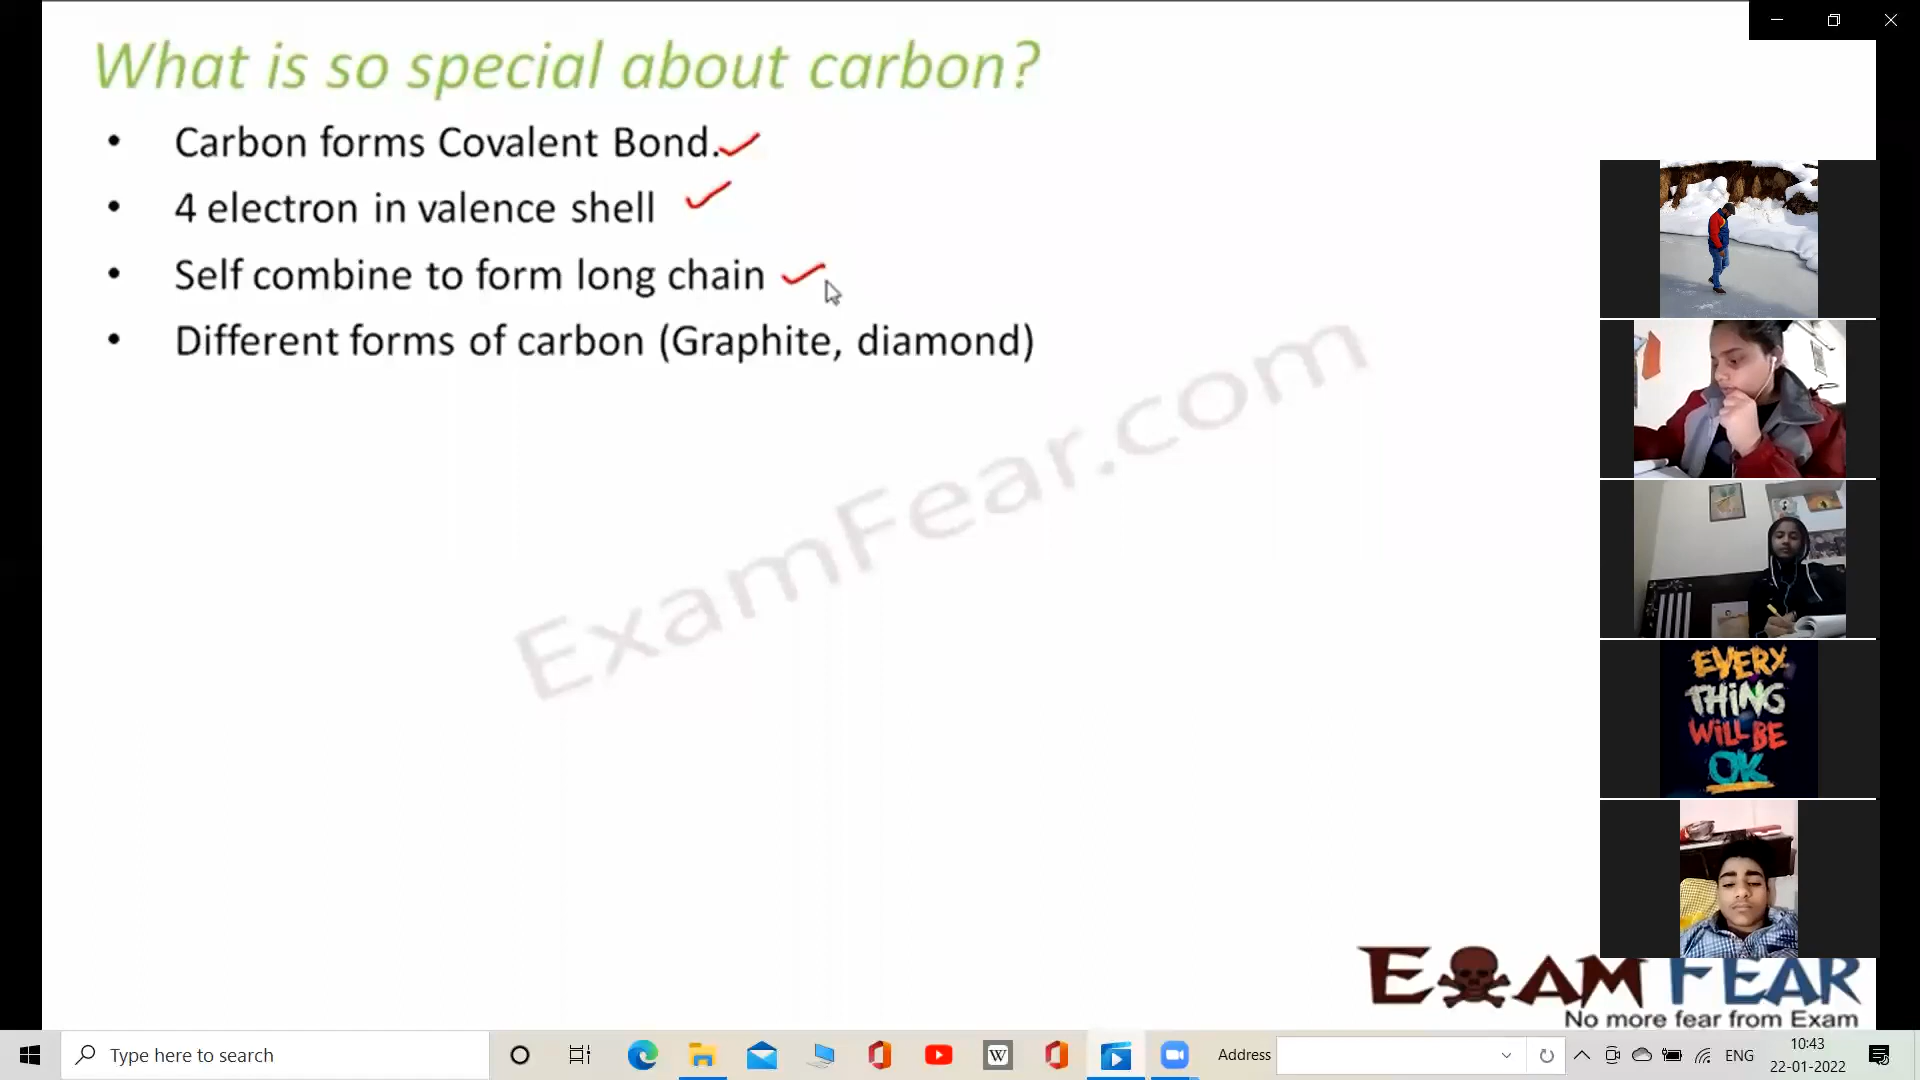 What is so special about carbon?
• Carbon forms Covalent Bond.
• 4 electron in valence shell
• Self combine to form long chain
• Different forms of carbon (Graphite, diamond)
ExamFear.com
EVERY
THING
WILL BE
OK
EXAM FEAR
No more fear from Exam
Type here to search
W
Address
ENG
10:43
22-01-2022